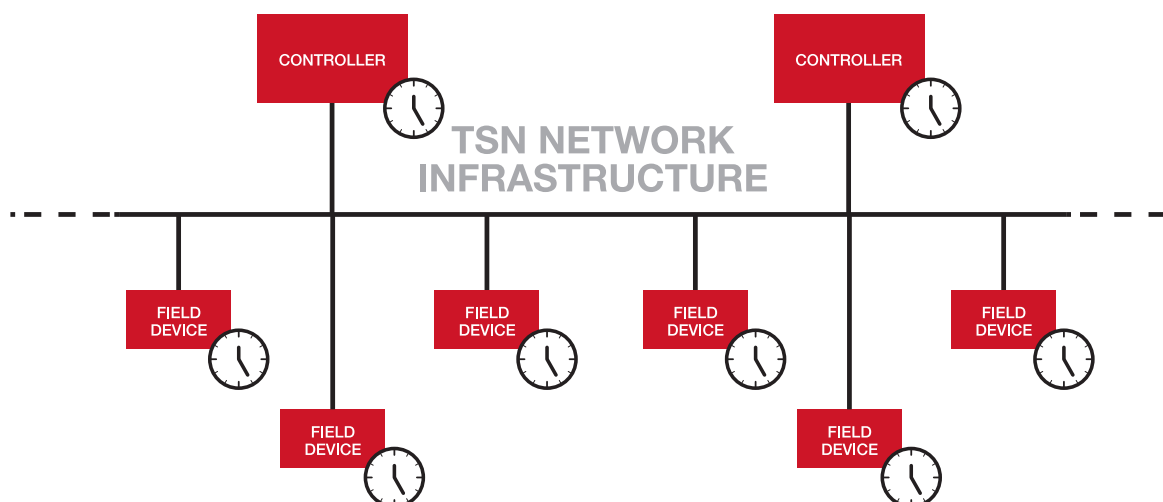 CONTROLLER
CONTROLLER
TSN NETWORK
INFRASTRUCTURE
FIELD
DEVICE
FIELD
DEVICE
FIELD
DEVICE
FIELD
DEVICE
FIELD
DEVICE
FIELD
DEVICE